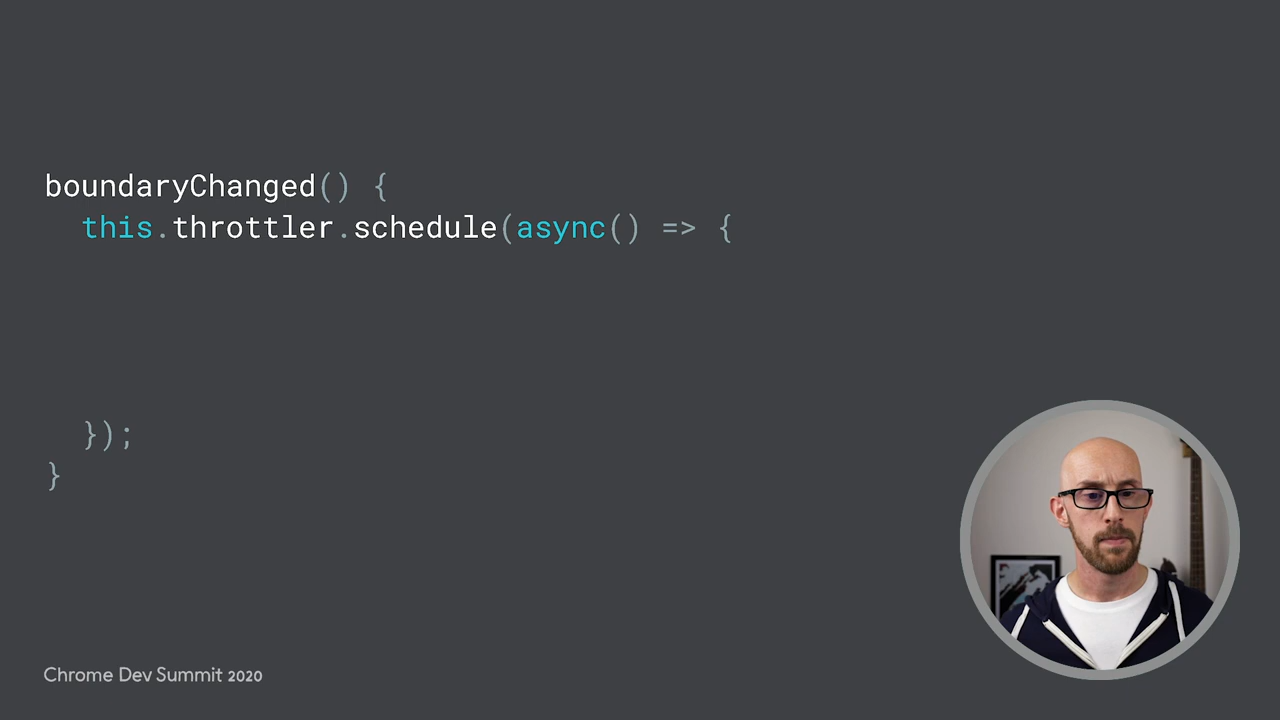 boundaryChanged() {
this.throttler.schedule(async() => {
});
}
Chrome Dev Summit 2020